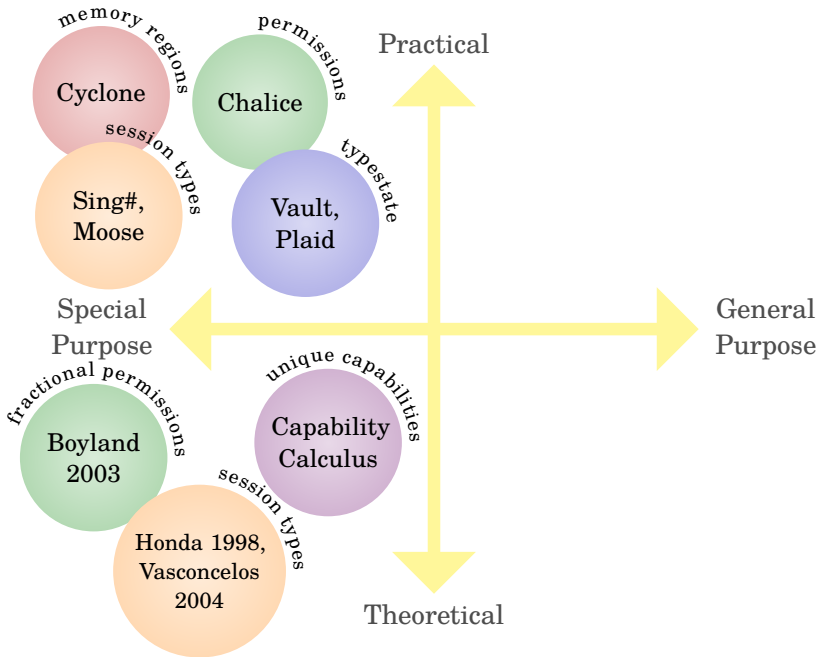 memory regions
Cyclone
permissions
Chalice
Practical
session types
Sing#,
Moose
typestate
Vault,
Plaid
Special
Purpose
General
Purpose
fractional permissions
Boyland
2003
unique capabilities
Capability
Calculus
session types
Honda 1998,
Vasconcelos
2004
Theoretical